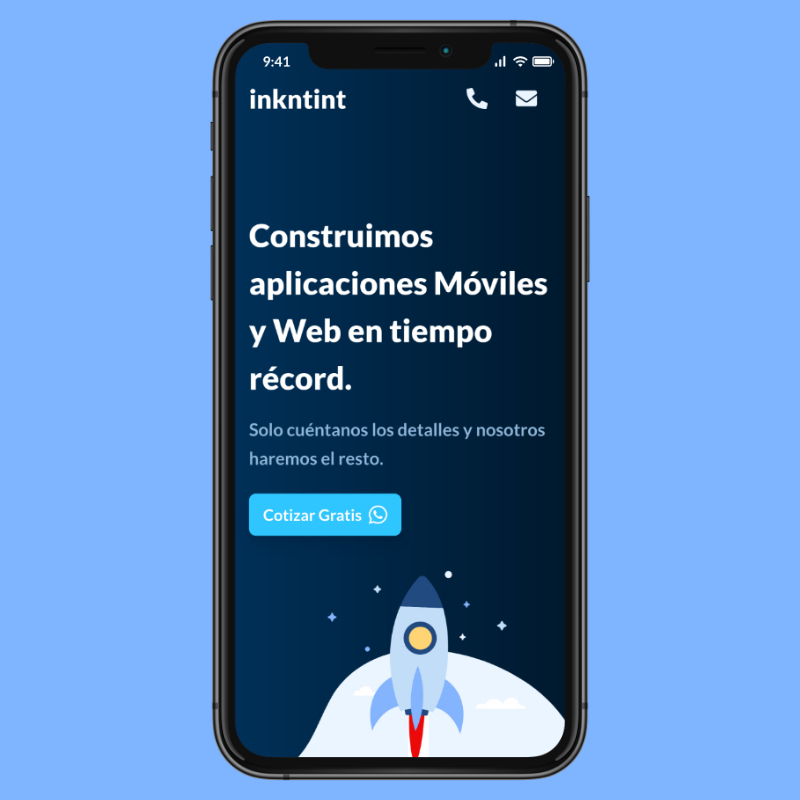 9:41
inkntint
Construimos
aplicaciones Móviles
y Web en tiempo
récord.
Solo cuéntanos los detalles y nosotros
haremos el resto.
Cotizar Gratis